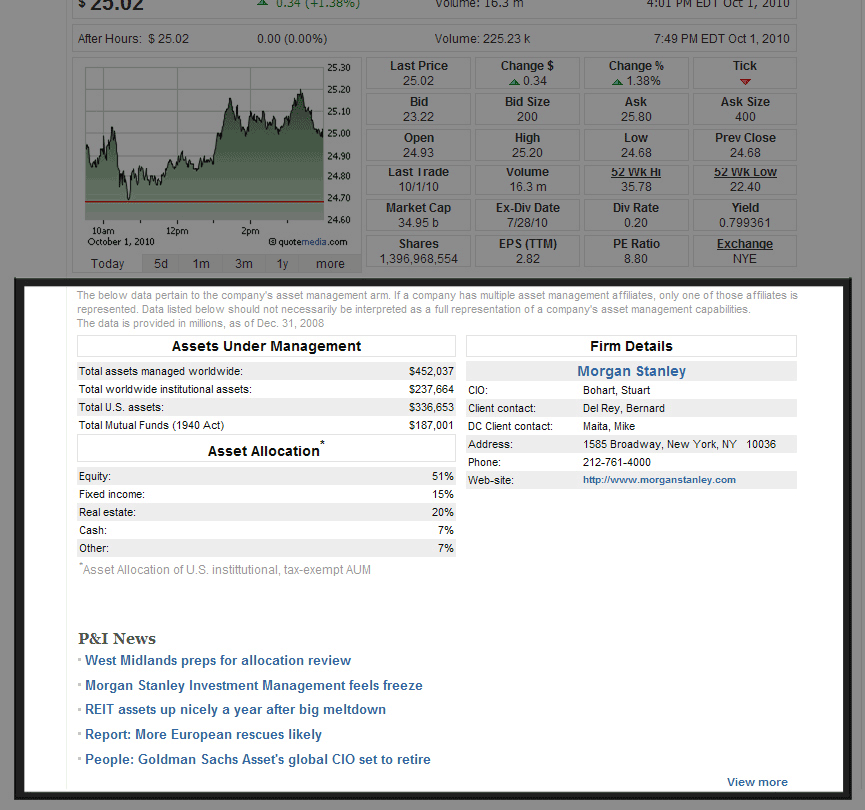 $ 25.02 0.34 (+1.38%) Volume: 16.3 m 4:01 PM EDT Oct 1, 2010
After Hours: $ 25.02 0.00 (0.00%) Volume: 225.23 k 7:49 PM EDT Oct 1, 2010
25.30
25.20
25.10
25.00
24.90
24.80
24.70
24.60
10am 12pm 2pm
October 1, 2010 © quotemedia.com
Today 5d 1m 3m 1y more
Last Price Change $ Change % Tick
25.02 0.34 1.38%
Bid Bid Size Ask Ask Size
23.22 200 25.80 400
Open High Low Prev Close
24.93 25.20 24.68 24.68
Last Trade Volume 52 Wk Hi 52 Wk Low
10/1/10 16.3 m 35.78 22.40
Market Cap Ex-Div Date Div Rate Yield
34.95 b 7/28/10 0.20 0.799361
Shares EPS (TTM) PE Ratio Exchange
1,396,968,554 2.82 8.80 NYE
The below data pertain to the company's asset management arm. If a company has multiple asset management affiliates, only one of those affiliates is
represented. Data listed below should not necessarily be interpreted as a full representation of a company's asset management capabilities.
The data is provided in millions, as of Dec. 31, 2008
Assets Under Management
Total assets managed worldwide: $452,037
Total worldwide institutional assets: $237,664
Total U.S. assets: $336,653
Total Mutual Funds (1940 Act) $187,001
Asset Allocation*
Equity: 51%
Fixed income: 15%
Real estate: 20%
Cash: 7%
Other: 7%
*Asset Allocation of U.S. instittutional, tax-exempt AUM
Firm Details
Morgan Stanley
CIO: Bohart, Stuart
Client contact: Del Rey, Bernard
DC Client contact: Maita, Mike
Address: 1585 Broadway, New York, NY 10036
Phone: 212-761-4000
Web-site: http://www.morganstanley.com
P&I News
West Midlands preps for allocation review
Morgan Stanley Investment Management feels freeze
REIT assets up nicely a year after big meltdown
Report: More European rescues likely
People: Goldman Sachs Asset's global CIO set to retire
View more